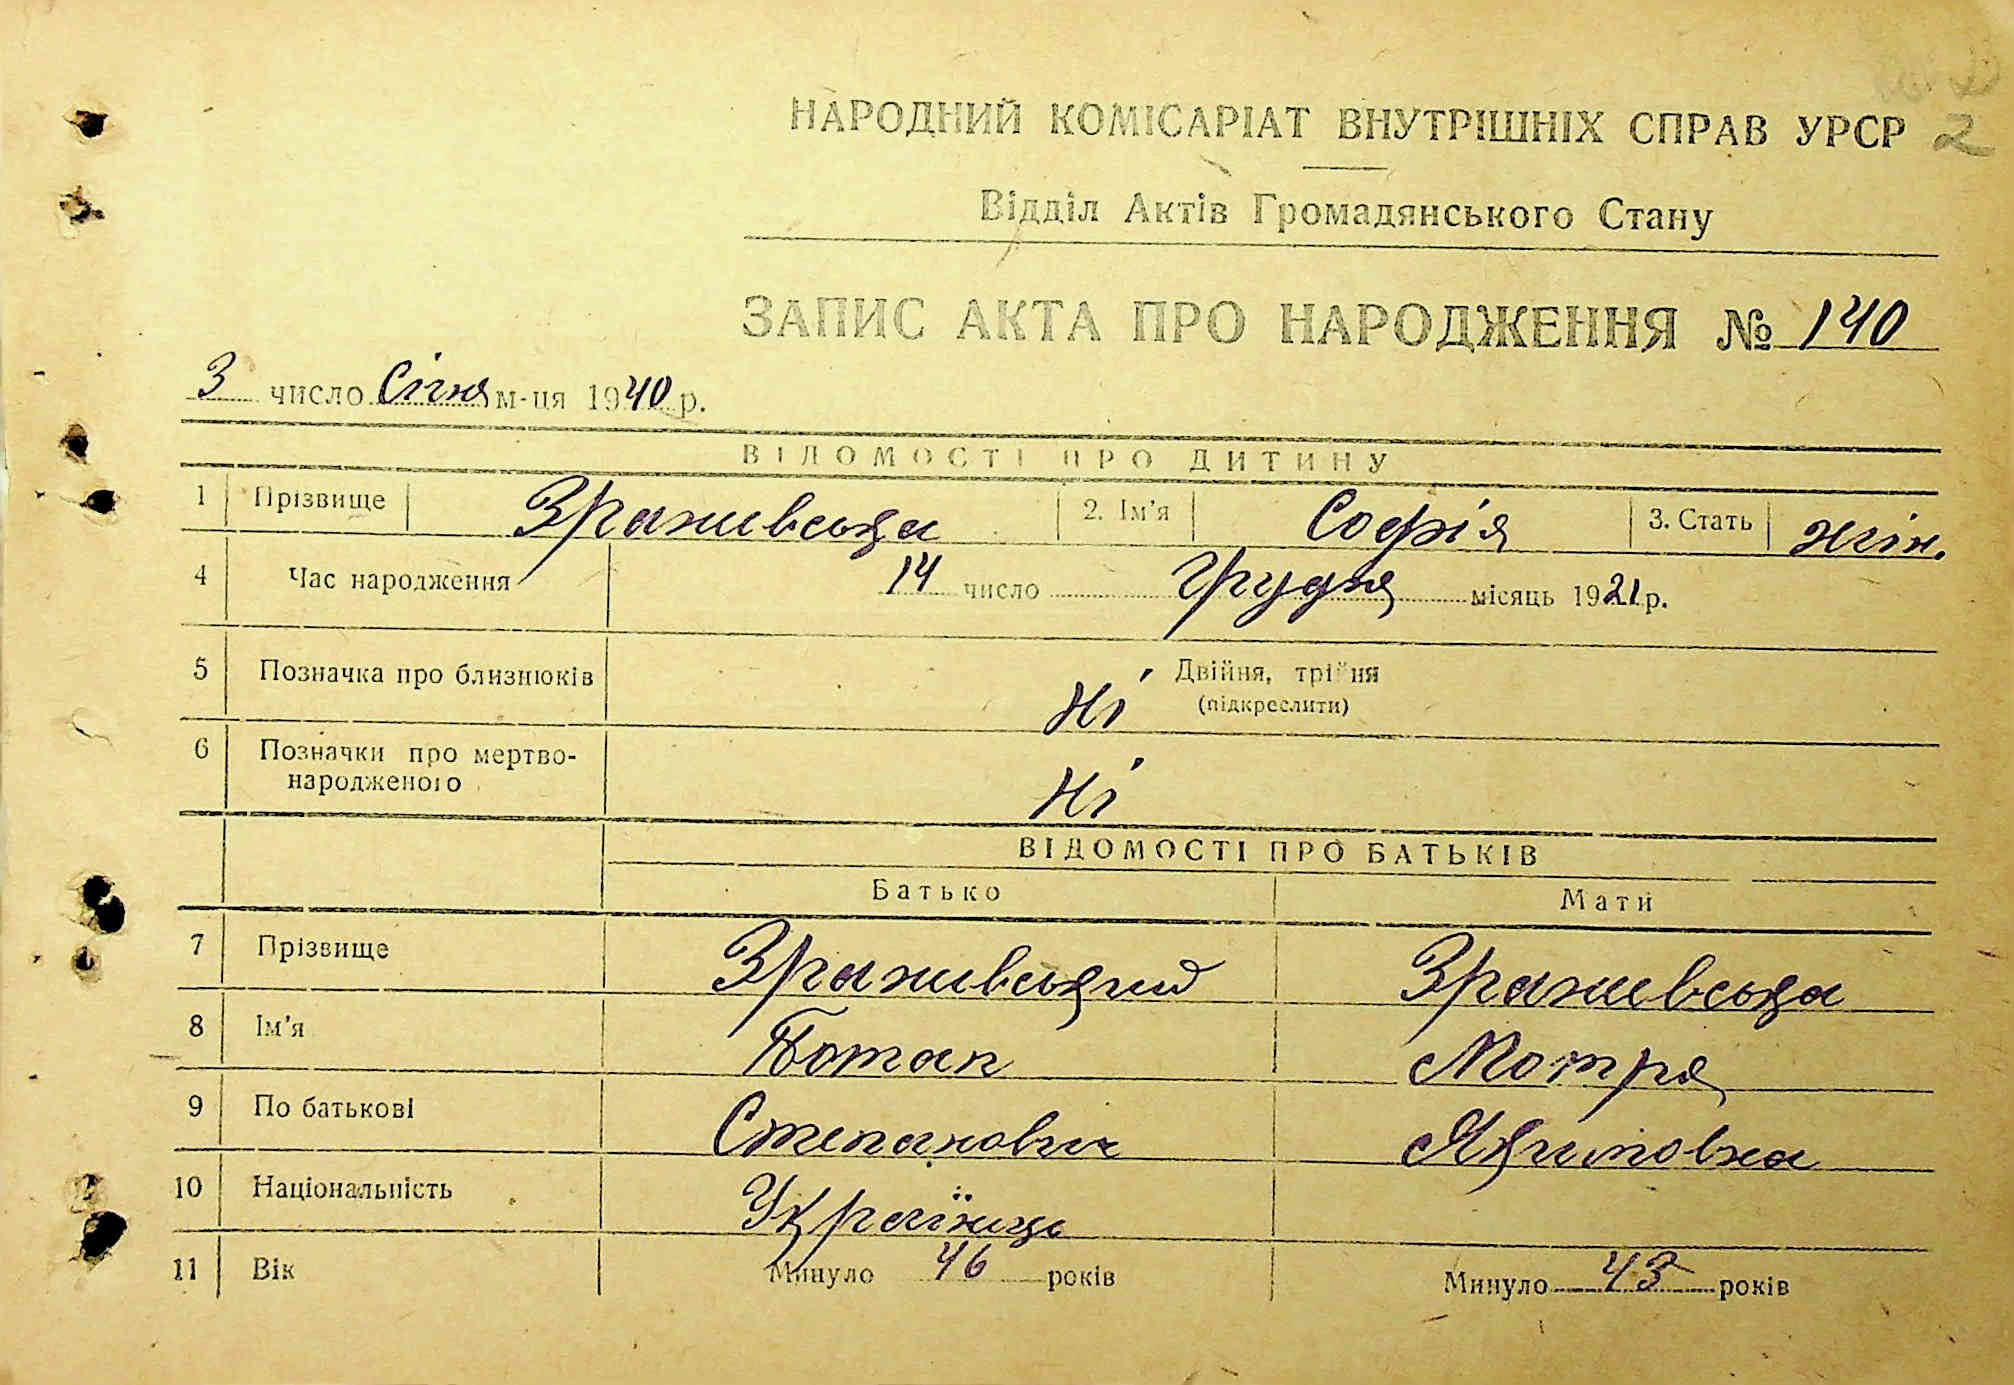 НАРОДНИЙ КОМІСАРІАТ ВНУТРІШНІХ СПРАВ УРСР 2
Відділ Актів Громадянського Стану
ЗАПИС АКТА ПРО НАРОДЖЕННЯ № 140
3 число Січня м-ця 1940 р.
ВІДОМОСТІ ПРО ДИТИНУ
1 Прізвище Зражевська 2. Ім'я Софія 3. Стать жін.
4 Час народження 14 число Грудня місяць 1921 р.
5 Позначка про близнюків Ні Двійня, трійня
(підкреслити)
6 Позначки про мертво-
народженого Ні
ВІДОМОСТІ ПРО БАТЬКІВ
Батько Мати
7 Прізвище Зражевський Зражевська
8 Ім'я Потап Мотря
9 По батькові Степанович Якимовна
10 Національність Українець
11 Вік Минуло 46 років Минуло 43 років